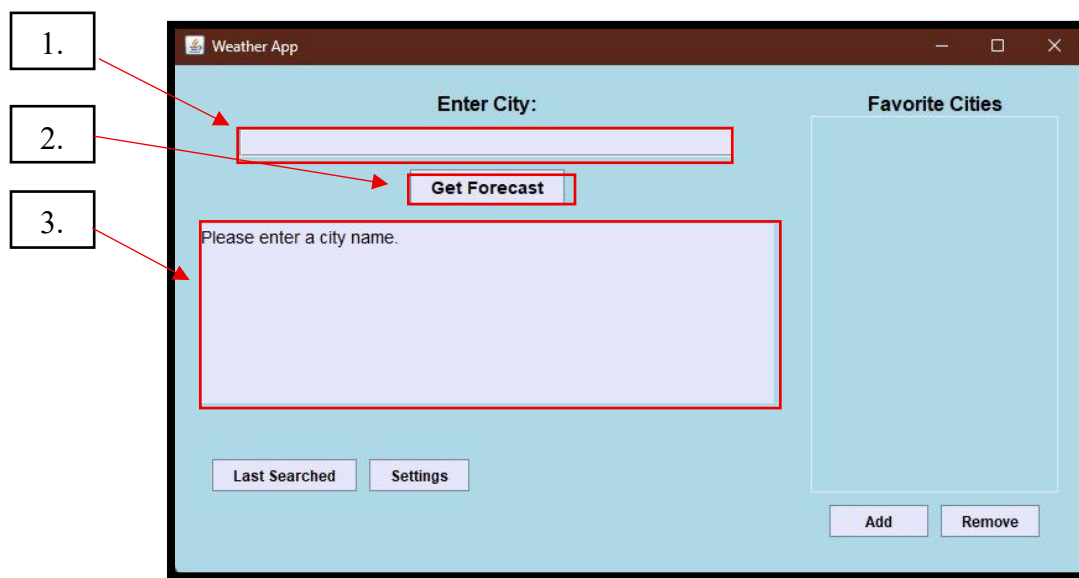 1.
Weather App
Enter City:
Favorite Cities
2.
Get Forecast
3.
Please enter a city name.
Last Searched
Settings
Add
Remove